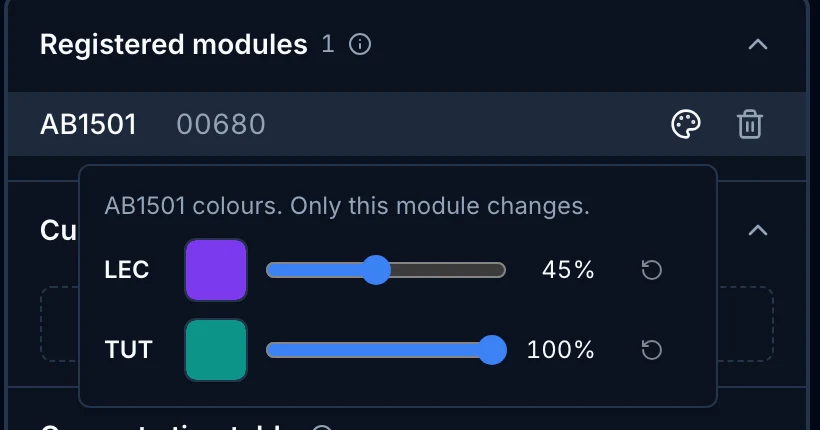 Registered modules 1
AB1501 00680
AB1501 colours. Only this module changes.
Cu
LEC 45%
TUT 100%